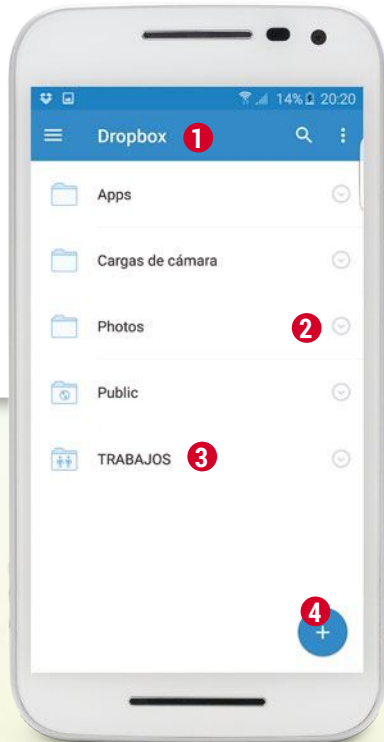 14% 20:20
Dropbox 1
Apps
Cargas de cámara
Photos 2
Public
TRABAJOS 3
4
+